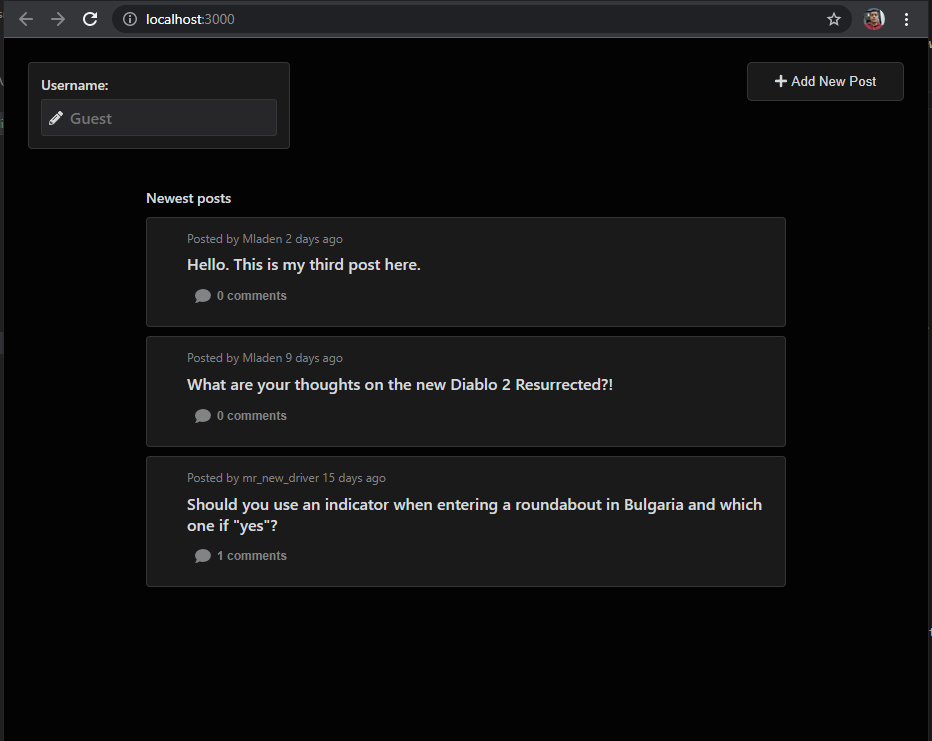 localhost:3000
Username:
Guest
Add New Post
Newest posts
Posted by Mladen 2 days ago
Hello. This is my third post here.
0 comments
Posted by Mladen 9 days ago
What are your thoughts on the new Diablo 2 Resurrected?!
0 comments
Posted by mr_new_driver 15 days ago
Should you use an indicator when entering a roundabout in Bulgaria and which
one if "yes"?
1 comments